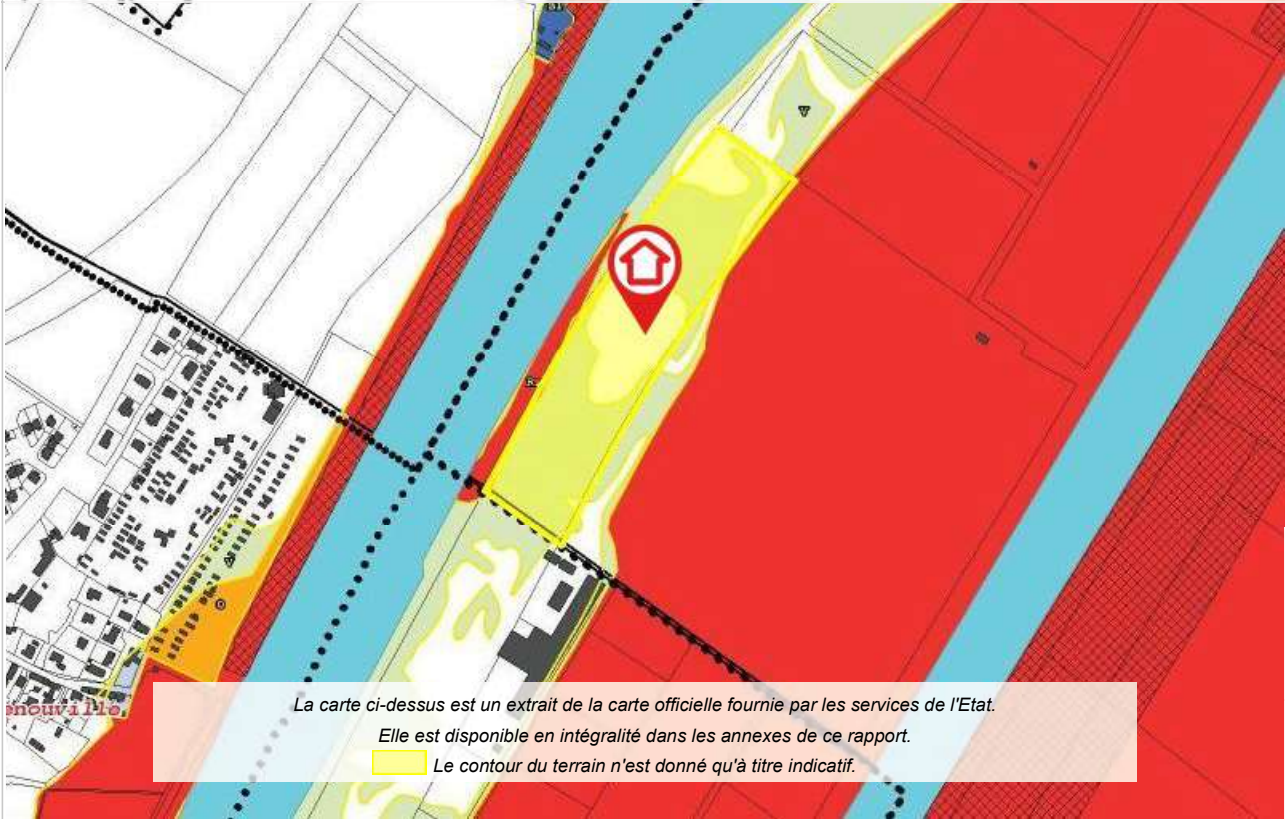 enouville
La carte ci-dessus est un extrait de la carte officielle fournie par les services de l'Etat.
Elle est disponible en intégralité dans les annexes de ce rapport.
Le contour du terrain n'est donné qu'à titre indicatif.